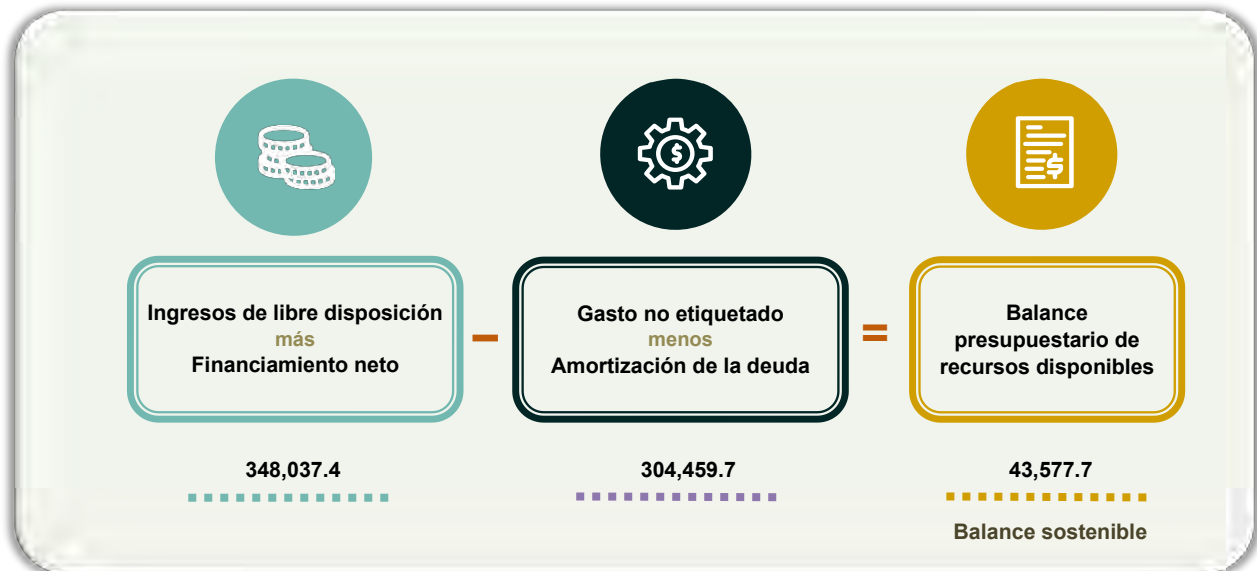 Ingresos de libre disposición
más
Financiamiento neto
–
Gasto no etiquetado
menos
Amortización de la deuda
=
Balance
presupuestario de
recursos disponibles
348,037.4
304,459.7
43,577.7
Balance sostenible